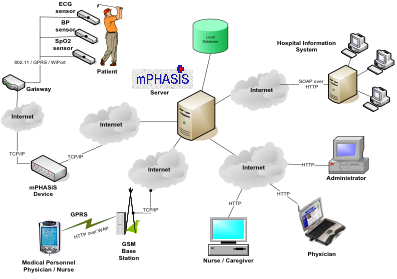 ECG
sensor
BP
sensor
SpO2
sensor
802.11 / GPRS / WiPort
Patient
Gateway
Internet
TCP/IP
mPHASiS
Device
TCP/IP
Internet
mPHASiS
Server
Local
Database
Hospital Information
System
Internet
SOAP over
HTTP
Internet
TCP/IP
GSM
Base
Station
GPRS
HTTP over WAP
Medical Personnel
Physician / Nurse
Internet
HTTP
Administrator
HTTP
Physician
HTTP
Nurse / Caregiver